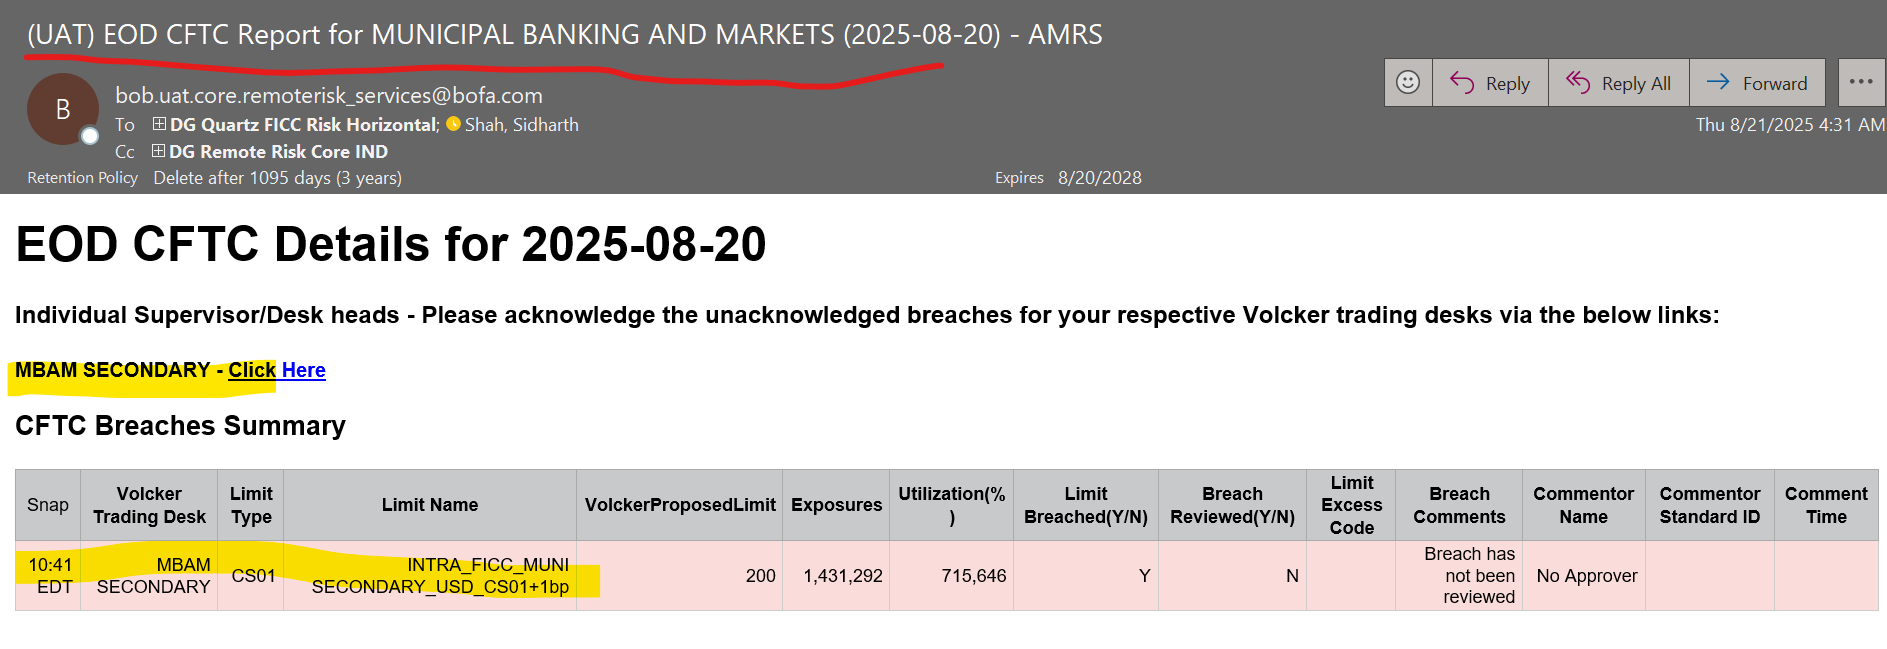 (UAT) EOD CFTC Report for MUNICIPAL BANKING AND MARKETS (2025-08-20) - AMRS
B
bob.uat.core.remoterisk_services@bofa.com
To DG Quartz FICC Risk Horizontal; Shah, Sidharth
Cc DG Remote Risk Core IND
Retention Policy Delete after 1095 days (3 years)
Expires 8/20/2028
Reply
Reply All
Forward
Thu 8/21/2025 4:31 AM
EOD CFTC Details for 2025-08-20
Individual Supervisor/Desk heads - Please acknowledge the unacknowledged breaches for your respective Volcker trading desks via the below links:
MBAM SECONDARY - Click Here
CFTC Breaches Summary
Snap
Volcker
Trading Desk
Limit
Type
Limit Name
VolckerProposedLimit
Exposures
Utilization(%
)
Limit
Breached(Y/N)
Breach
Reviewed(Y/N)
Limit
Excess
Code
Breach
Comments
Commentor
Name
Commentor
Standard ID
Comment
Time
10:41
EDT
MBAM
SECONDARY
CS01
INTRA_FICC_MUNI
SECONDARY_USD_CS01+1bp
200
1,431,292
715,646
Y
N
Breach has
not been
reviewed
No Approver